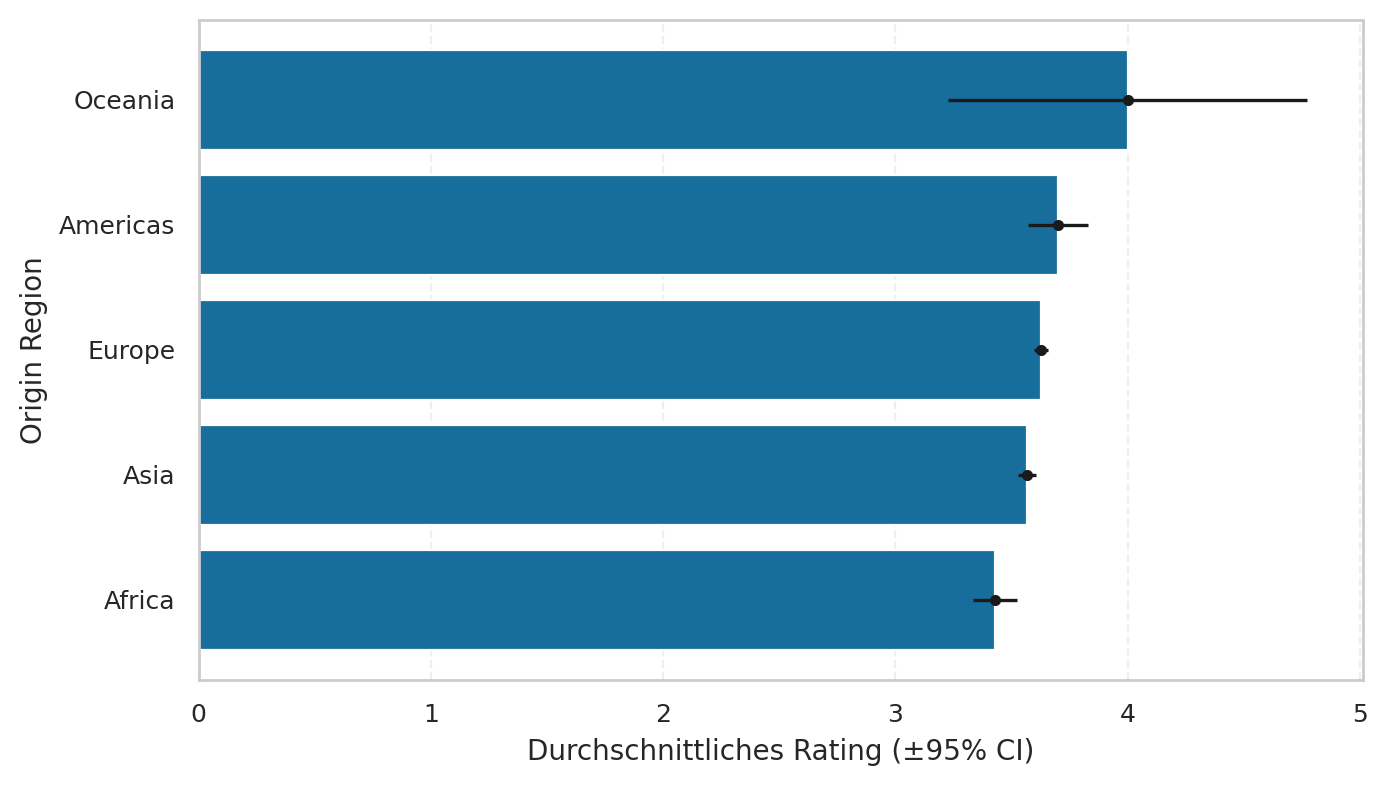 Oceania
Americas
Europe
Asia
Africa
Origin Region
0 1 2 3 4 5
Durchschnittliches Rating (±95% CI)